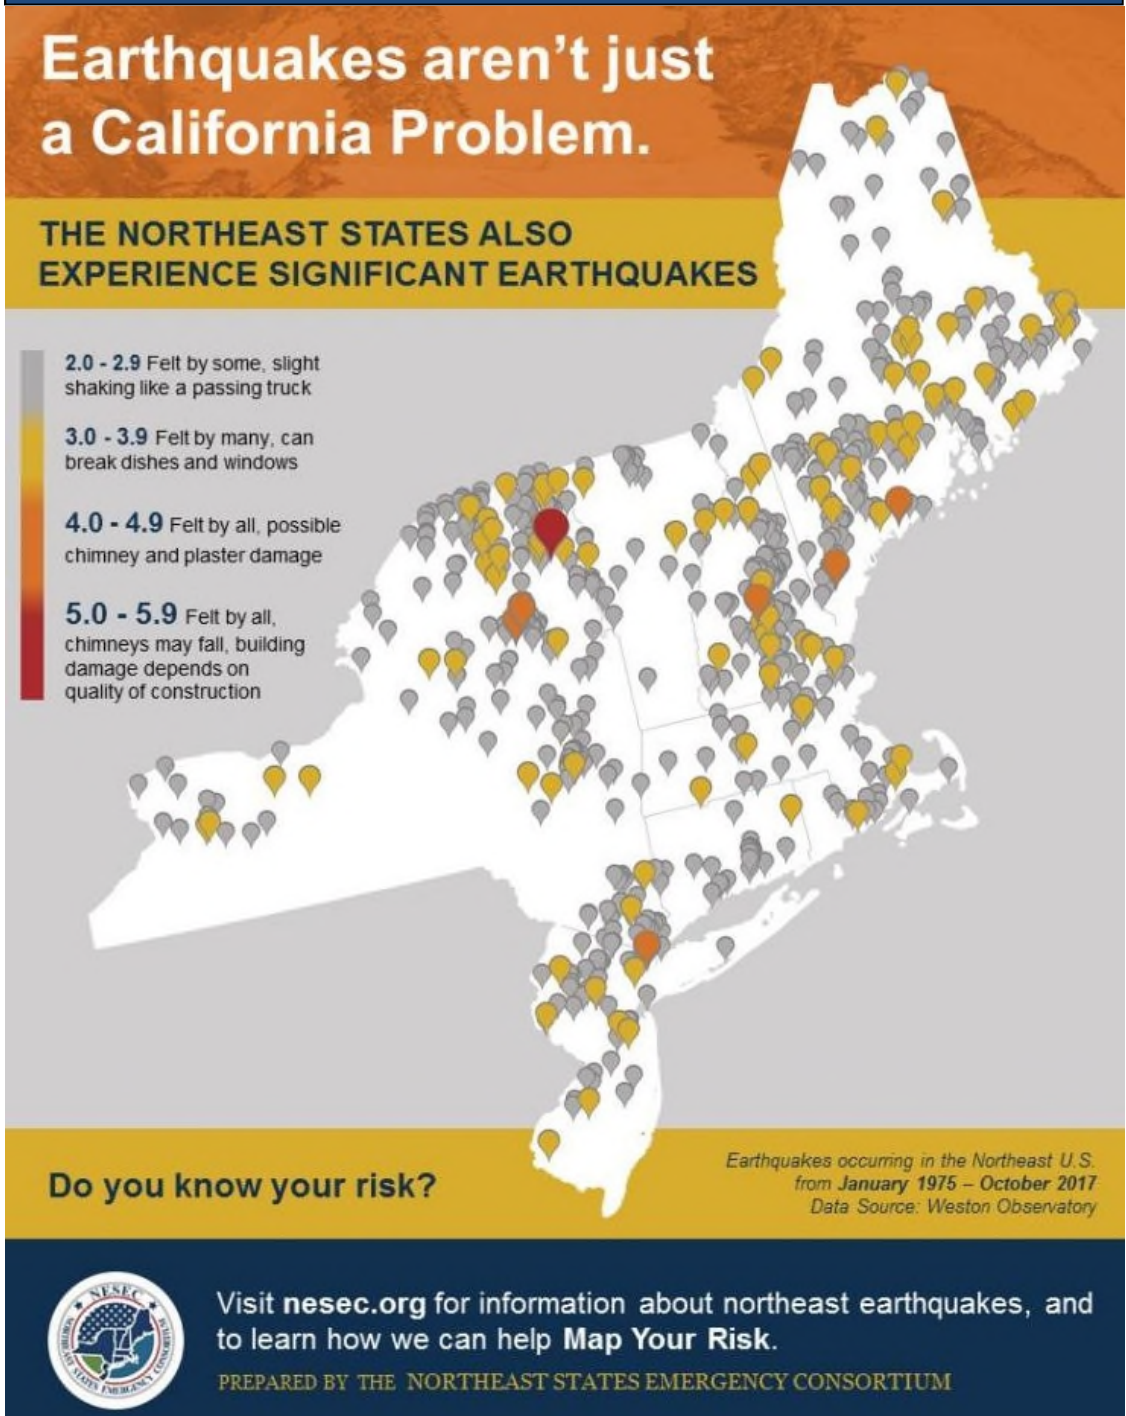 Earthquakes aren't just
a California Problem.
THE NORTHEAST STATES ALSO
EXPERIENCE SIGNIFICANT EARTHQUAKES
2.0 - 2.9 Felt by some, slight
shaking like a passing truck
3.0 - 3.9 Felt by many, can
break dishes and windows
4.0 - 4.9 Felt by all, possible
chimney and plaster damage
5.0 - 5.9 Felt by all,
chimneys may fall, building
damage depends on
quality of construction
Do you know your risk?
Earthquakes occurring in the Northeast U.S.
from January 1975 – October 2017
Data Source: Weston Observatory
NESEC
NORTHEAST STATES EMERGENCY CONSORTIUM
Visit nesec.org for information about northeast earthquakes, and
to learn how we can help Map Your Risk.
PREPARED BY THE NORTHEAST STATES EMERGENCY CONSORTIUM